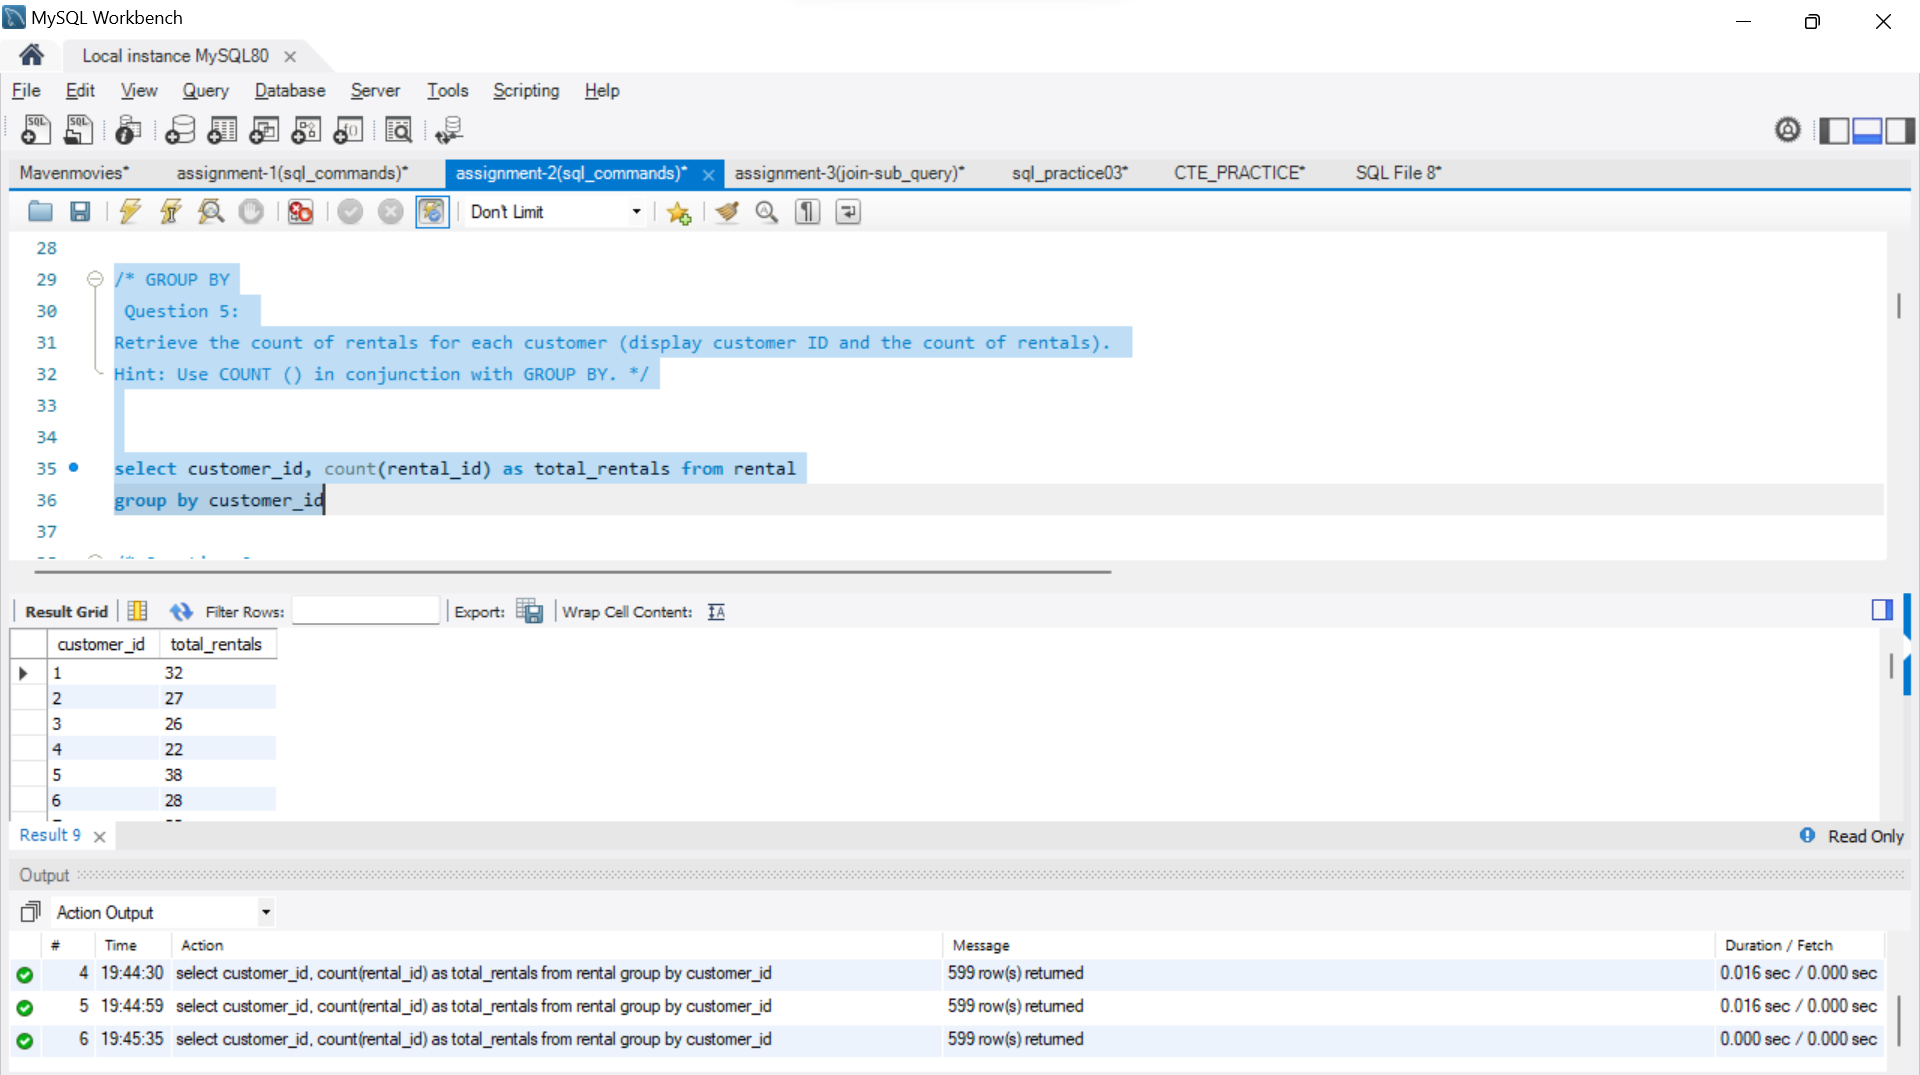 MySQL Workbench
Local instance MySQL80
File Edit View Query Database Server Tools Scripting Help
Mavenmovies* assignment-1(sql_commands)* assignment-2(sql_commands)* assignment-3(join-sub_query)* sql_practice03* CTE_PRACTICE* SQL File 8*
Don't Limit
28
29 /* GROUP BY
30 Question 5:
31 Retrieve the count of rentals for each customer (display customer ID and the count of rentals).
32 Hint: Use COUNT () in conjunction with GROUP BY. */
33
34
35 select customer_id, count(rental_id) as total_rentals from rental
36 group by customer_id
37
Result Grid Filter Rows: Export: Wrap Cell Content:
customer_id total_rentals
1 32
2 27
3 26
4 22
5 38
6 28
Result 9 Read Only
Output
Action Output
# Time Action Message Duration / Fetch
4 19:44:30 select customer_id, count(rental_id) as total_rentals from rental group by customer_id 599 row(s) returned 0.016 sec / 0.000 sec
5 19:44:59 select customer_id, count(rental_id) as total_rentals from rental group by customer_id 599 row(s) returned 0.016 sec / 0.000 sec
6 19:45:35 select customer_id, count(rental_id) as total_rentals from rental group by customer_id 599 row(s) returned 0.000 sec / 0.000 sec